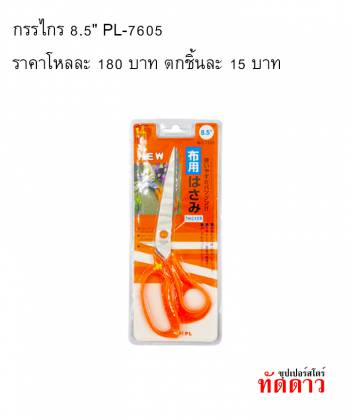 กรรไกร 8.5" PL-7605
ราคาโหลละ 180 บาท ตกชิ้นละ 15 บาท
8.5"
NEW
布用
はさみ
PL
ซุปเปอร์สโตร์
ทัดดาว